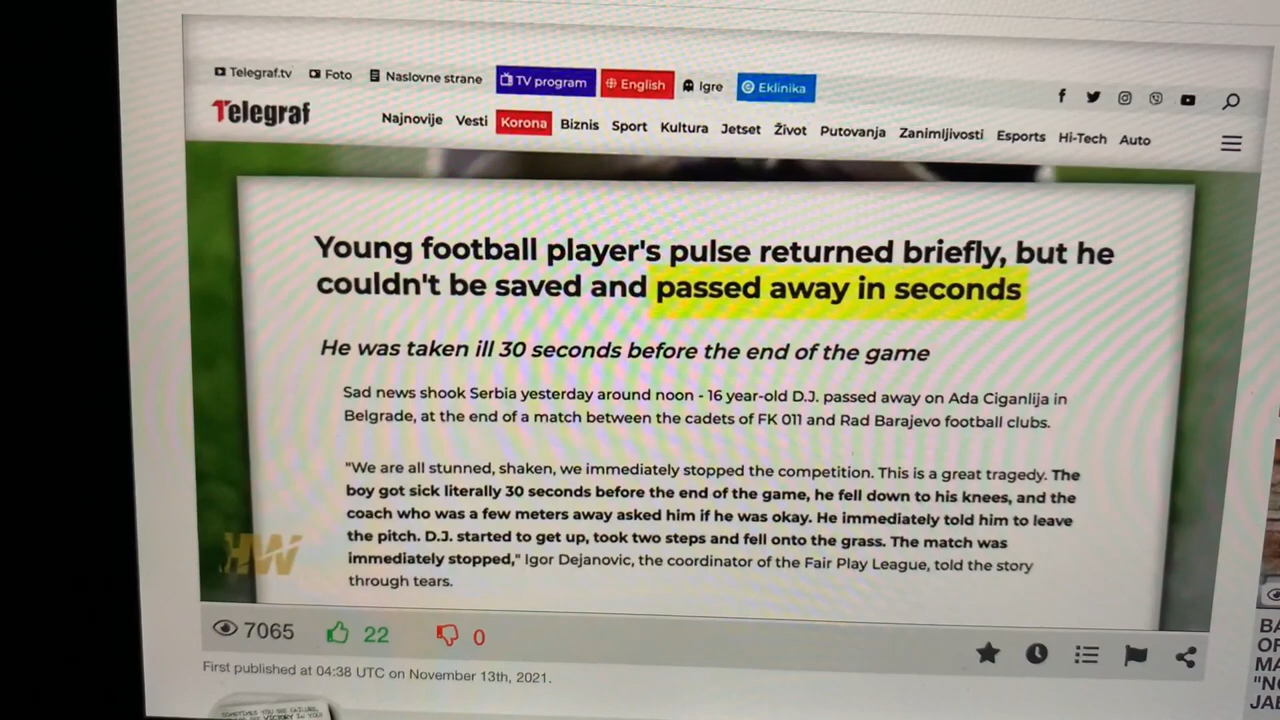 Telegraf.tv Foto Naslovne strane TV program English Igre Eklinika
Telegraf
Najnovije Vesti Korona Biznis Sport Kultura Jetset Život Putovanja Zanimljivosti Esports Hi-Tech Auto
Young football player's pulse returned briefly, but he
couldn't be saved and passed away in seconds
He was taken ill 30 seconds before the end of the game
Sad news shook Serbia yesterday around noon - 16 year-old D.J. passed away on Ada Ciganlija in
Belgrade, at the end of a match between the cadets of FK 011 and Rad Barajevo football clubs.
"We are all stunned, shaken, we immediately stopped the competition. This is a great tragedy. The
boy got sick literally 30 seconds before the end of the game, he fell down to his knees, and the
coach who was a few meters away asked him if he was okay. He immediately told him to leave
the pitch. D.J. started to get up, took two steps and fell onto the grass. The match was
immediately stopped," Igor Dejanovic, the coordinator of the Fair Play League, told the story
through tears.
HW
7065 22 0
First published at 04:38 UTC on November 13th, 2021.
SOMETIMES YOU
VICTORY IN YOU
BA
OF
MA
"NO
JAB